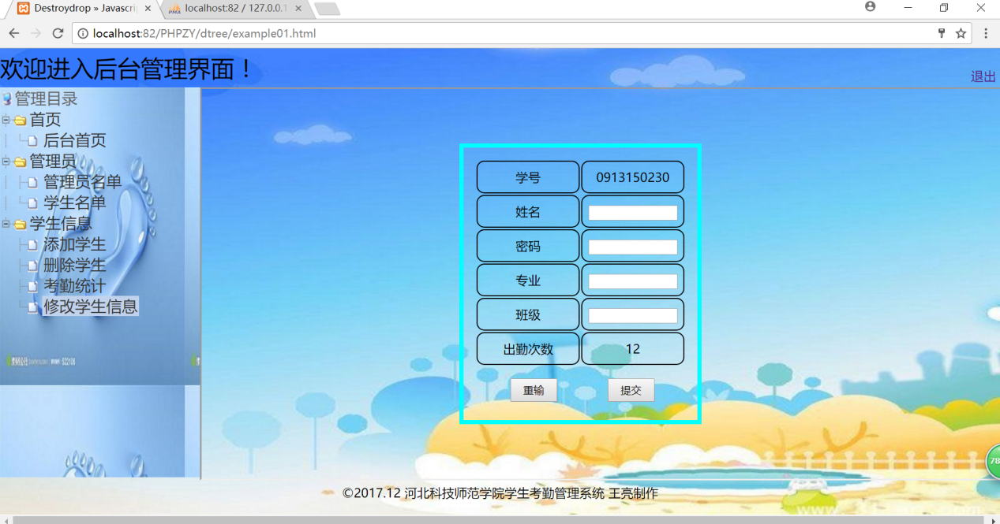 Destroydrop » Javascri
localhost:82 / 127.0.0.1
localhost:82/PHPZY/dtree/example01.html
欢迎进入后台管理界面！
退出
管理目录
首页
后台首页
管理员
管理员名单
学生名单
学生信息
添加学生
删除学生
考勤统计
修改学生信息
学号 0913150230
姓名
密码
专业
班级
出勤次数 12
重输 提交
78
©2017.12 河北科技师范学院学生考勤管理系统 王亮制作